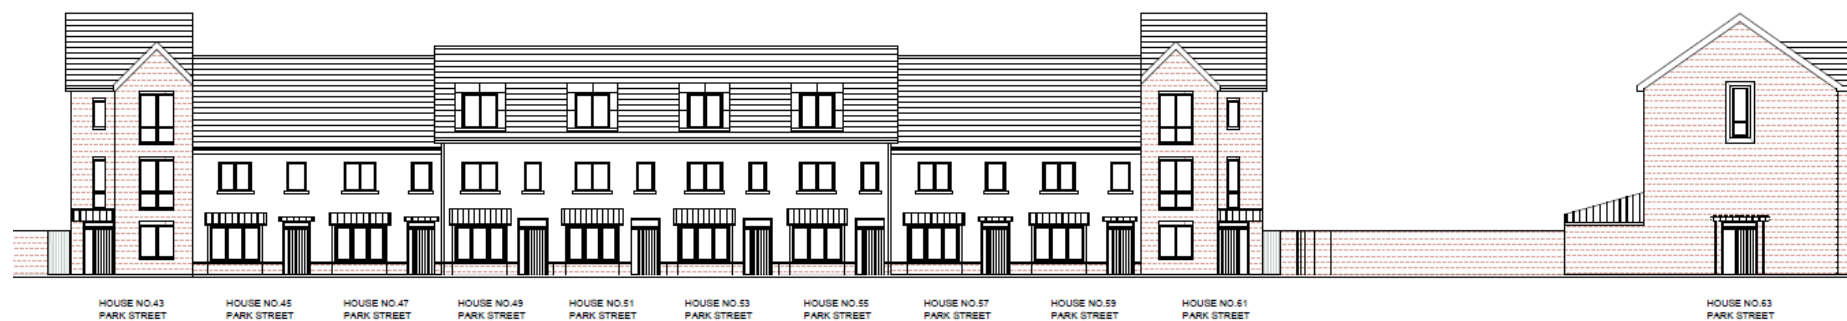 HOUSE NO.43
PARK STREET
HOUSE NO.45
PARK STREET
HOUSE NO.47
PARK STREET
HOUSE NO.49
PARK STREET
HOUSE NO.51
PARK STREET
HOUSE NO.53
PARK STREET
HOUSE NO.55
PARK STREET
HOUSE NO.57
PARK STREET
HOUSE NO.59
PARK STREET
HOUSE NO.61
PARK STREET
HOUSE NO.63
PARK STREET